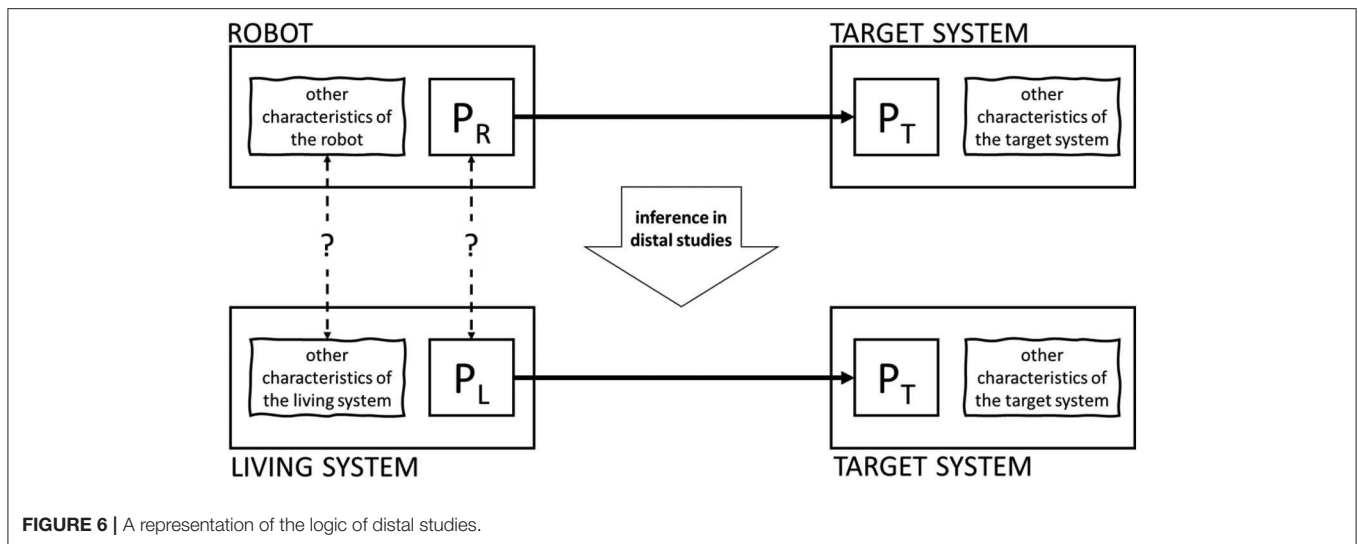 ROBOT
TARGET SYSTEM
other
characteristics of
the robot
P_R
P_T
other
characteristics of
the target system
?
?
inference in
distal studies
other
characteristics of
the living system
P_L
P_T
other
characteristics of
the target system
LIVING SYSTEM
TARGET SYSTEM
FIGURE 6 | A representation of the logic of distal studies.